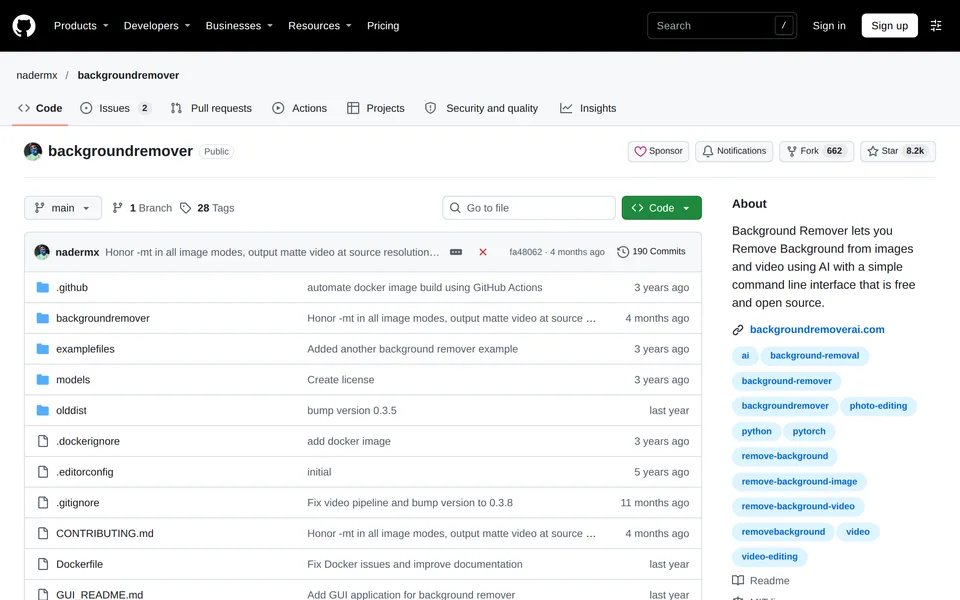 Products Developers Businesses Resources Pricing Search / Sign in Sign up
nadermx / backgroundremover
Code Issues 2 Pull requests Actions Projects Security and quality Insights
backgroundremover Public Sponsor Notifications Fork 662 Star 8.2k
main 1 Branch 28 Tags Go to file Code
nadermx Honor -mt in all image modes, output matte video at source resolution… fa48062 · 4 months ago 190 Commits
.github automate docker image build using GitHub Actions 3 years ago
backgroundremover Honor -mt in all image modes, output matte video at source … 4 months ago
examplefiles Added another background remover example 3 years ago
models Create license 3 years ago
olddist bump version 0.3.5 last year
.dockerignore add docker image 3 years ago
.editorconfig initial 5 years ago
.gitignore Fix video pipeline and bump version to 0.3.8 11 months ago
CONTRIBUTING.md Honor -mt in all image modes, output matte video at source … 4 months ago
Dockerfile Fix Docker issues and improve documentation last year
GUI_README.md Add GUI application for background remover last year
About
Background Remover lets you
Remove Background from images
and video using AI with a simple
command line interface that is free
and open source.
backgroundremoverai.com
ai background-removal
background-remover
backgroundremover photo-editing
python pytorch
remove-background
remove-background-image
remove-background-video
removebackground video
video-editing
Readme